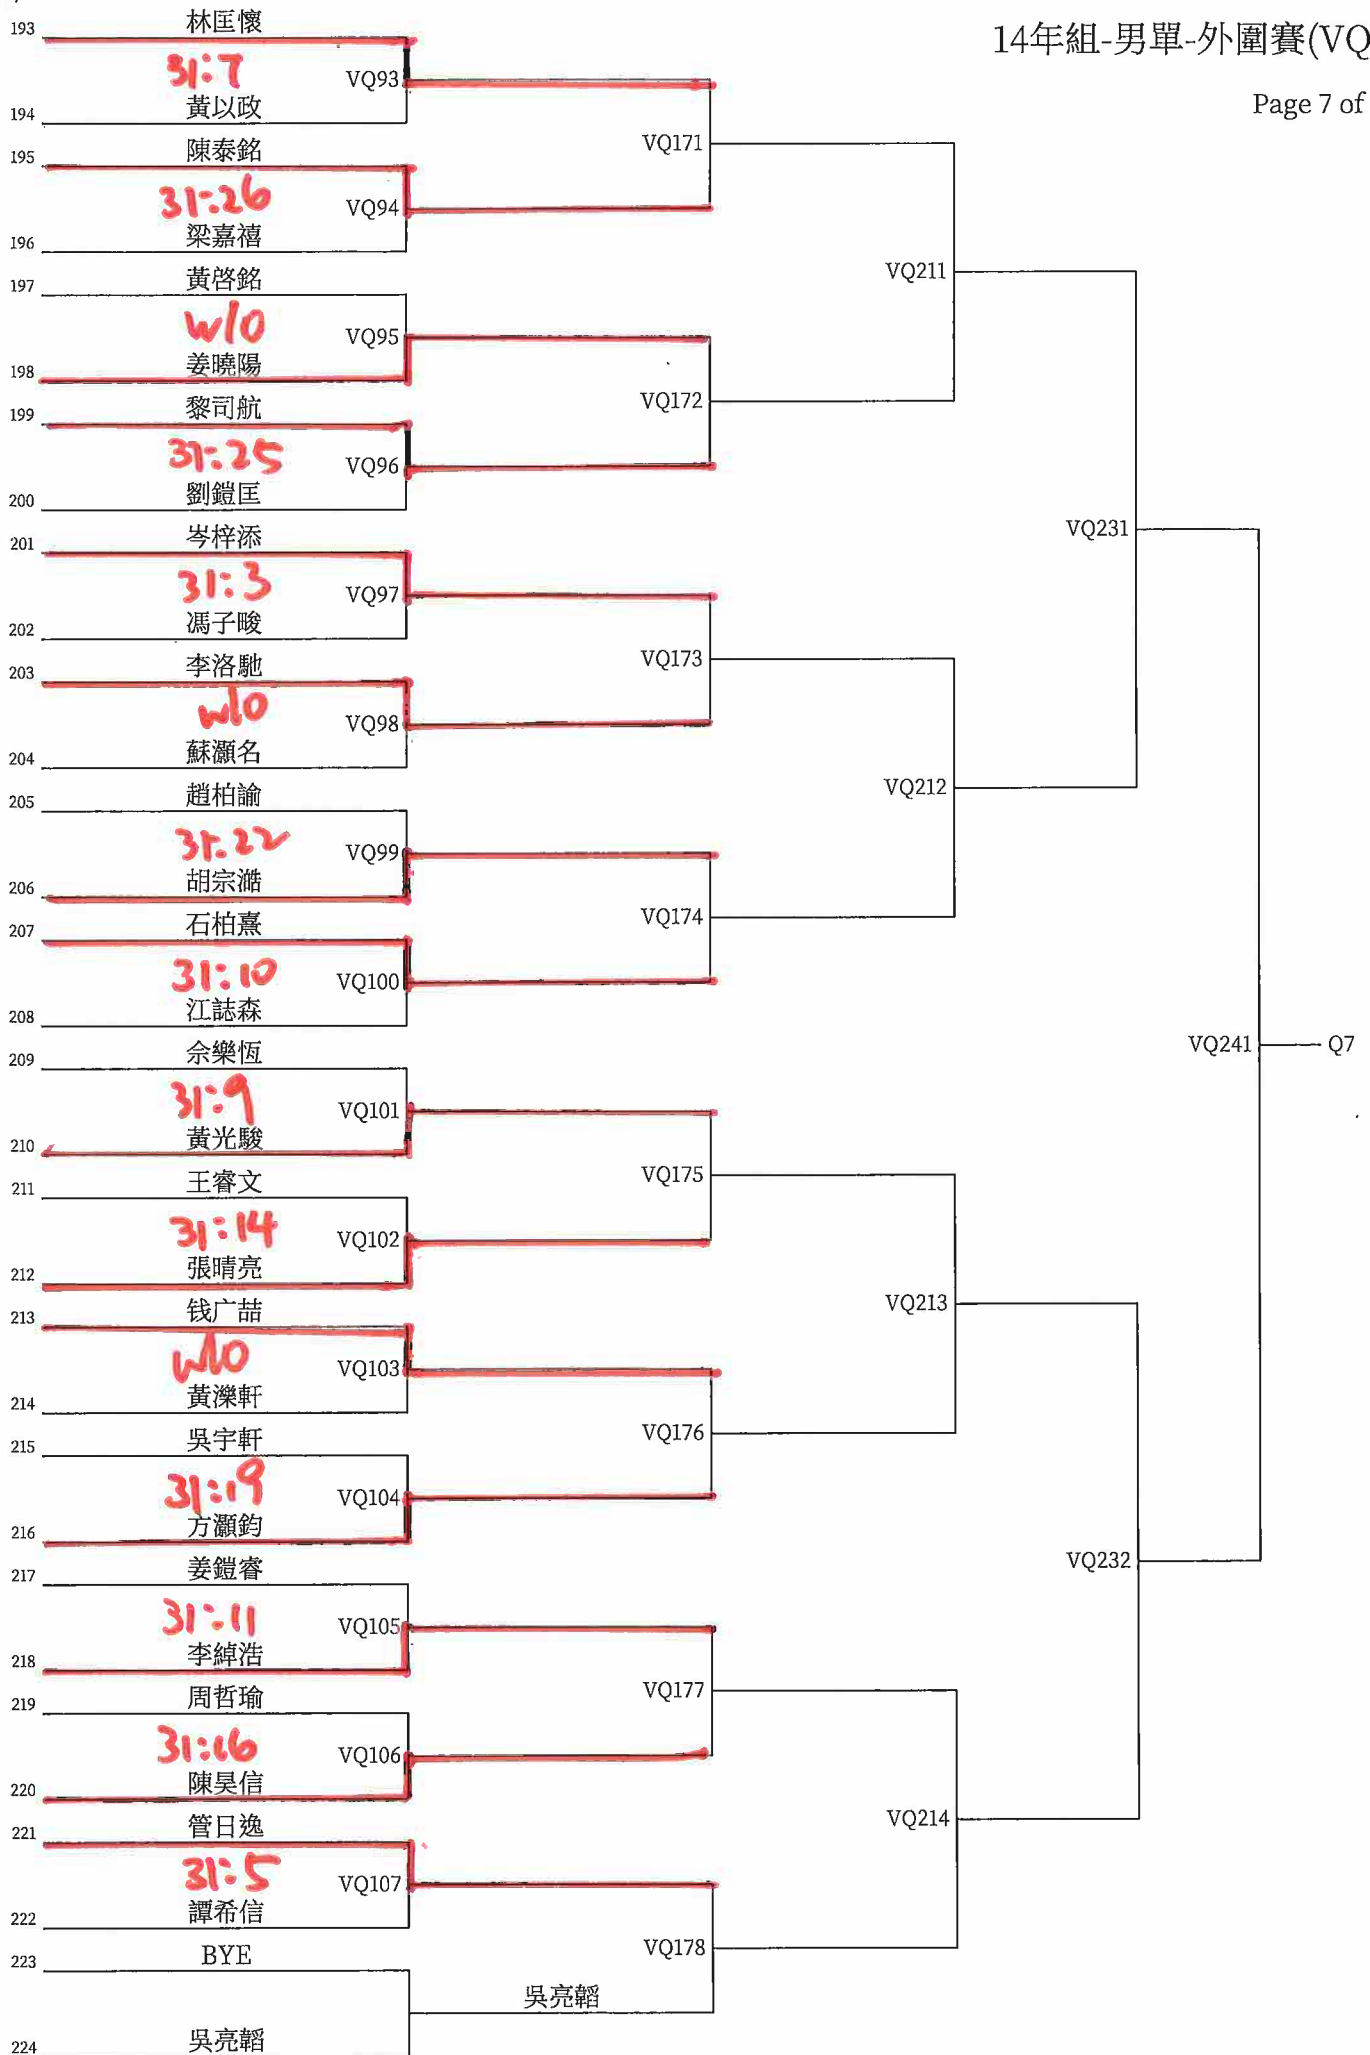 14年組-男單-外圍賽(VQ
Page 7 of
193 林匡懷
31:7 VQ93
194 黃以政
VQ171
195 陳泰銘
31:26 VQ94
196 梁嘉禧
VQ211
197 黃啓銘
w/o VQ95
198 姜曉陽
VQ172
199 黎司航
31:25 VQ96
200 劉鎧匡
VQ231
201 岑梓添
31:3 VQ97
202 馮子晙
VQ173
203 李洛馳
w/o VQ98
204 蘇灝名
VQ212
205 趙柏諭
31:22 VQ99
206 胡宗澔
VQ174
207 石柏熹
31:10 VQ100
208 江誌森
VQ241 Q7
209 佘樂恆
31:9 VQ101
210 黃光駿
VQ175
211 王睿文
31:14 VQ102
212 張晴亮
VQ213
213 钱广喆
w/o VQ103
214 黃濼軒
VQ176
215 吳宇軒
31:19 VQ104
216 方灝鈞
VQ232
217 姜鎧睿
31:11 VQ105
218 李綽浩
VQ177
219 周哲瑜
31:16 VQ106
220 陳昊信
VQ214
221 管日逸
31:5 VQ107
222 譚希信
VQ178
223 BYE
吳亮韜
224 吳亮韜